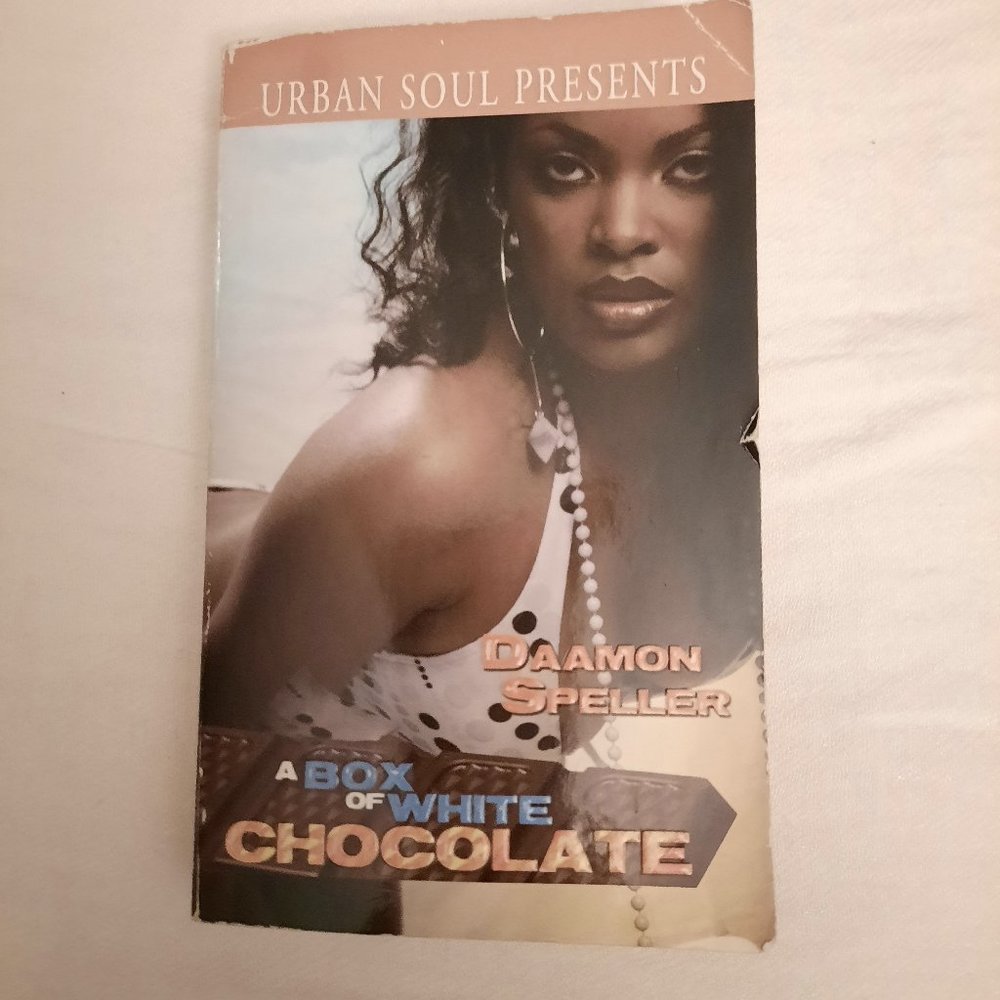 URBAN SOUL PRESENTS
DAAMON
SPELLER
A BOX
OF WHITE
CHOCOLATE